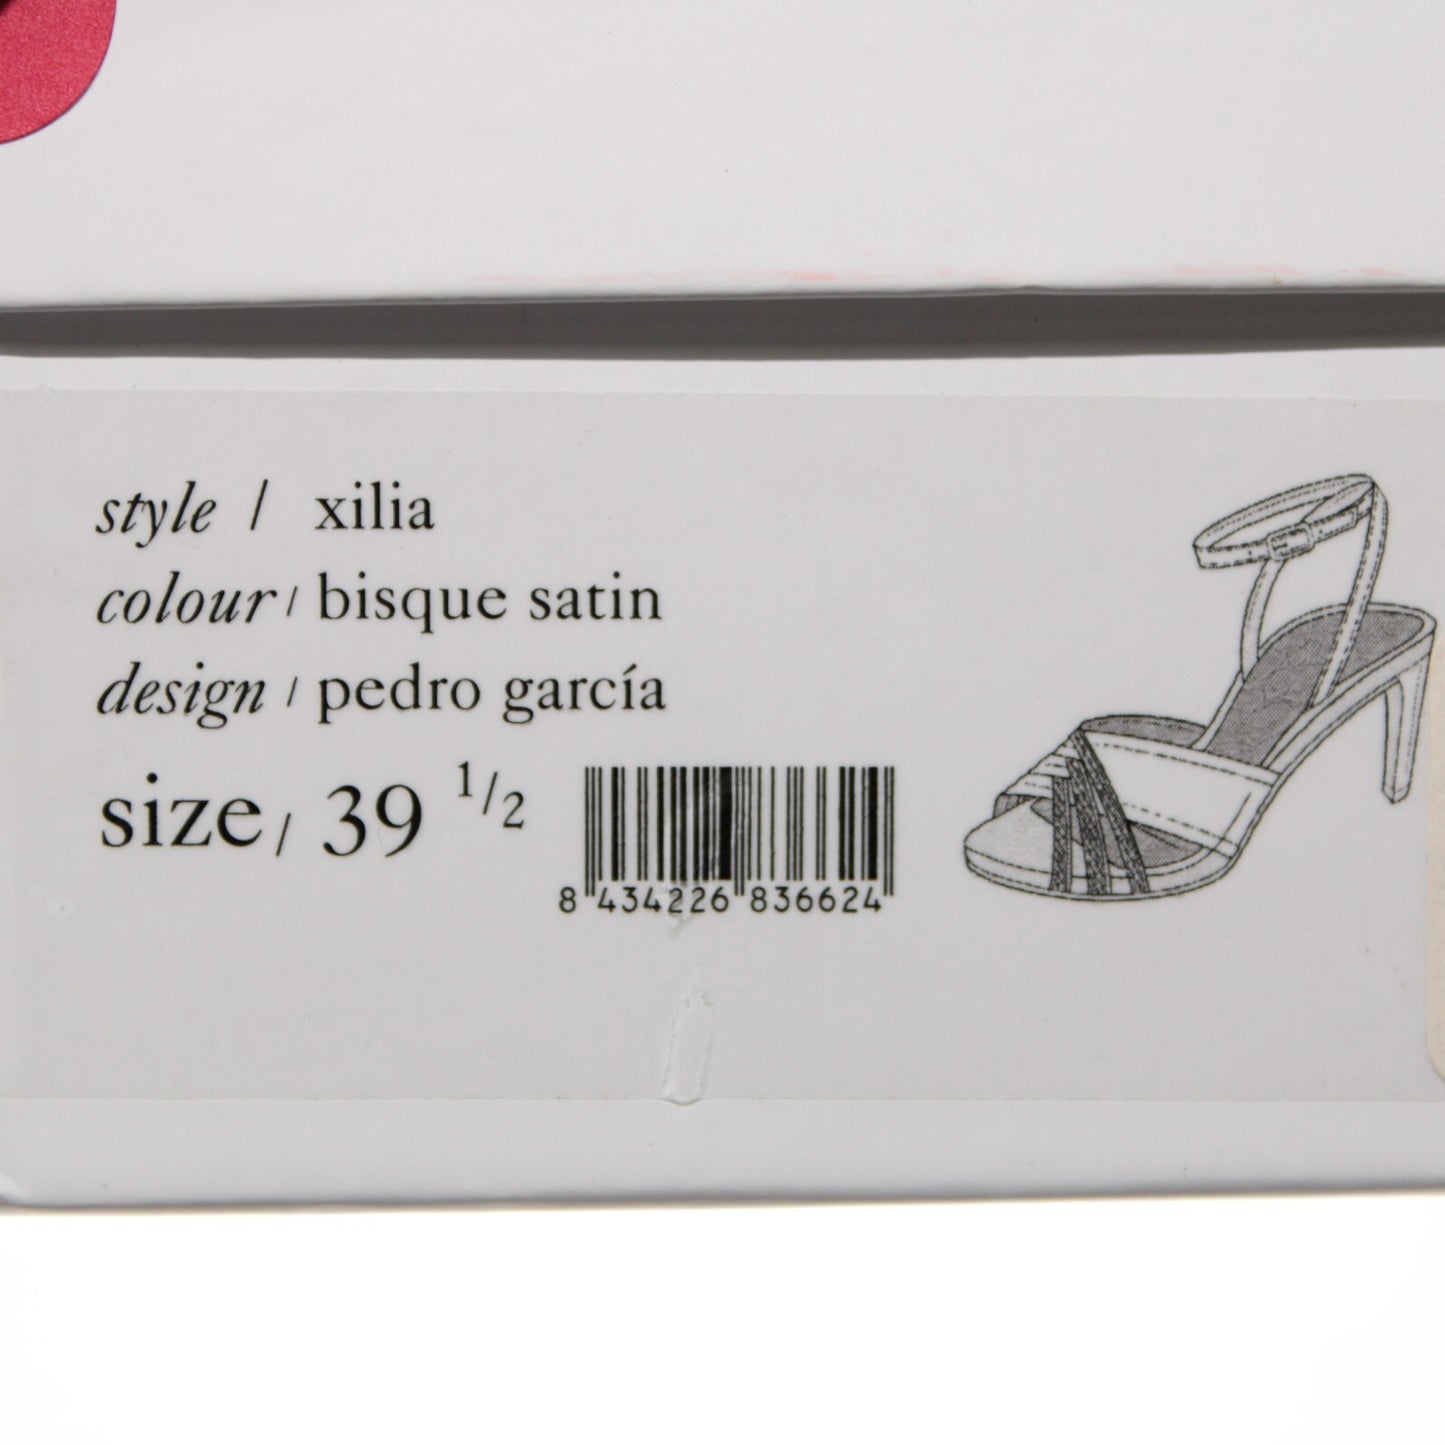 style / xilia
colour / bisque satin
design / pedro garcía
size / 39 1/2
8 434226 836624